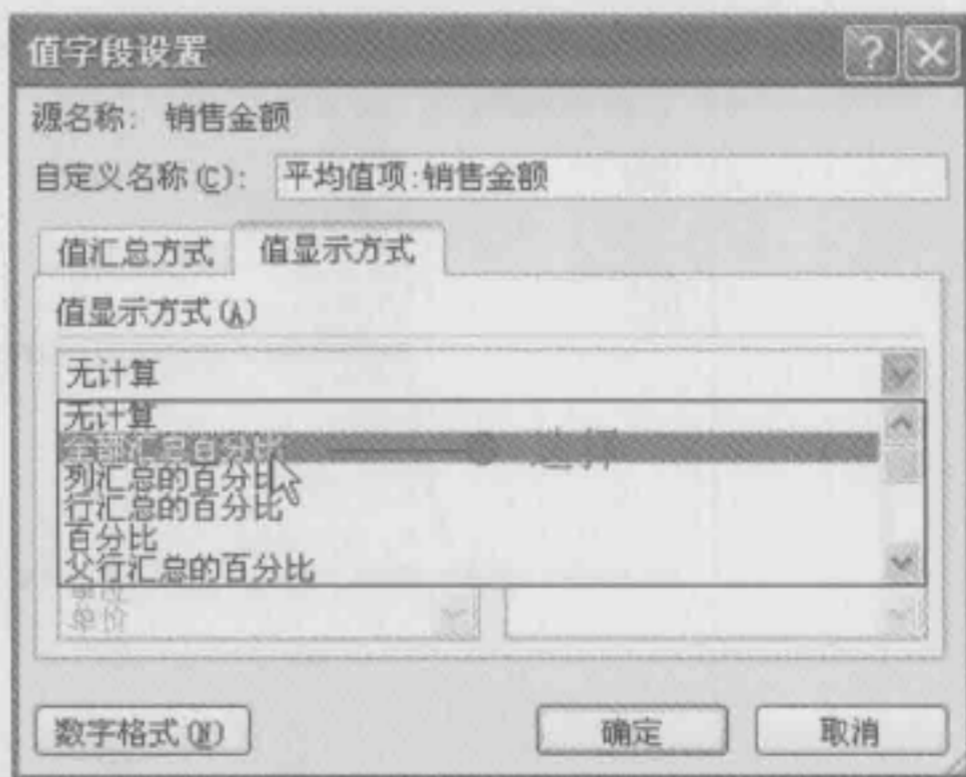 值字段设置
源名称: 销售金额
自定义名称(C): 平均值项:销售金额
值汇总方式 值显示方式
值显示方式(A)
无计算
无计算
全部汇总百分比 选择
列汇总的百分比
行汇总的百分比
百分比
父行汇总的百分比
单位
单价
数字格式(N) 确定 取消